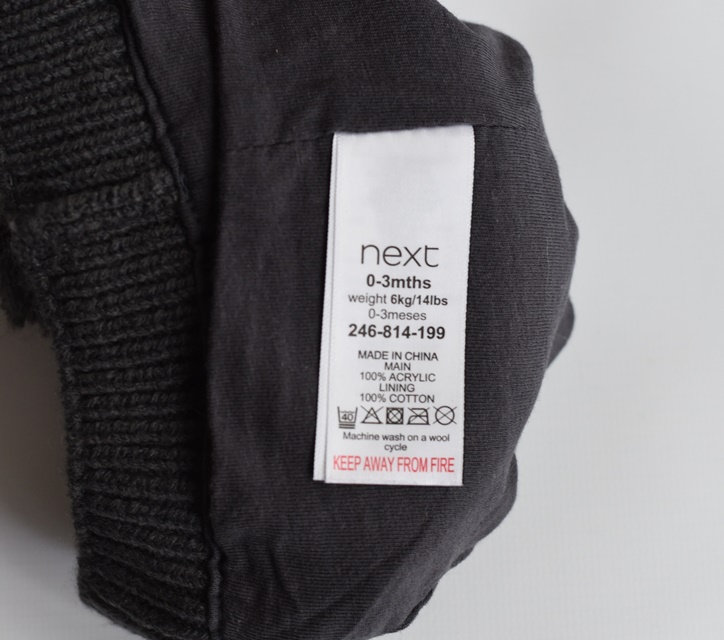 next
0-3mths
weight 6kg/14lbs
0-3meses
246-814-199
MADE IN CHINA
MAIN
100% ACRYLIC
LINING
100% COTTON
40
Machine wash on a wool
cycle
KEEP AWAY FROM FIRE